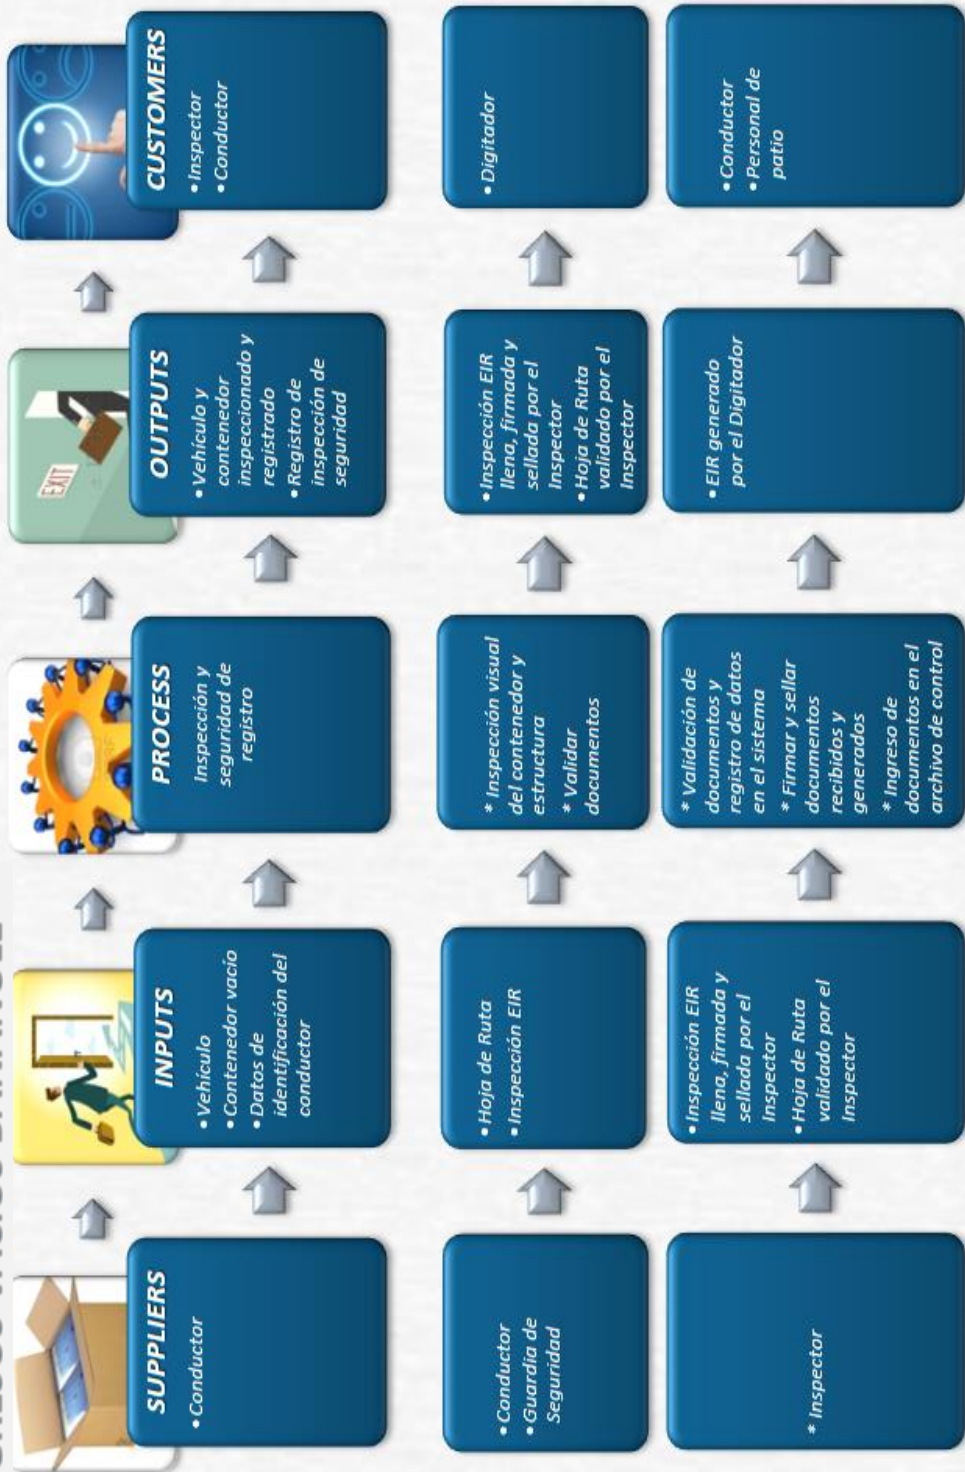 SUPPLIERS
•Conductor
INPUTS
•Vehículo
•Contenedor vacío
•Datos de
identificación del
conductor
PROCESS
Inspección y
seguridad de
registro
OUTPUTS
EXIT
•Vehículo y
contenedor
inspeccionado y
registrado
•Registro de
inspección de
seguridad
CUSTOMERS
•Inspector
•Conductor
•Conductor
•Guardia de
Seguridad
•Hoja de Ruta
•Inspección EIR
* Inspección visual
del contenedor y
estructura
* Validar
documentos
•Inspección EIR
llena, firmada y
sellada por el
Inspector
•Hoja de Ruta
validado por el
Inspector
•Digitador
* Inspector
•Inspección EIR
llena, firmada y
sellada por el
Inspector
•Hoja de Ruta
validado por el
Inspector
* Validación de
documentos y
registro de datos
en el sistema
* Firmar y sellar
documentos
recibidos y
generados
* Ingreso de
documentos en el
archivo de control
•EIR generado
por el Digitador
•Conductor
•Personal de
patio